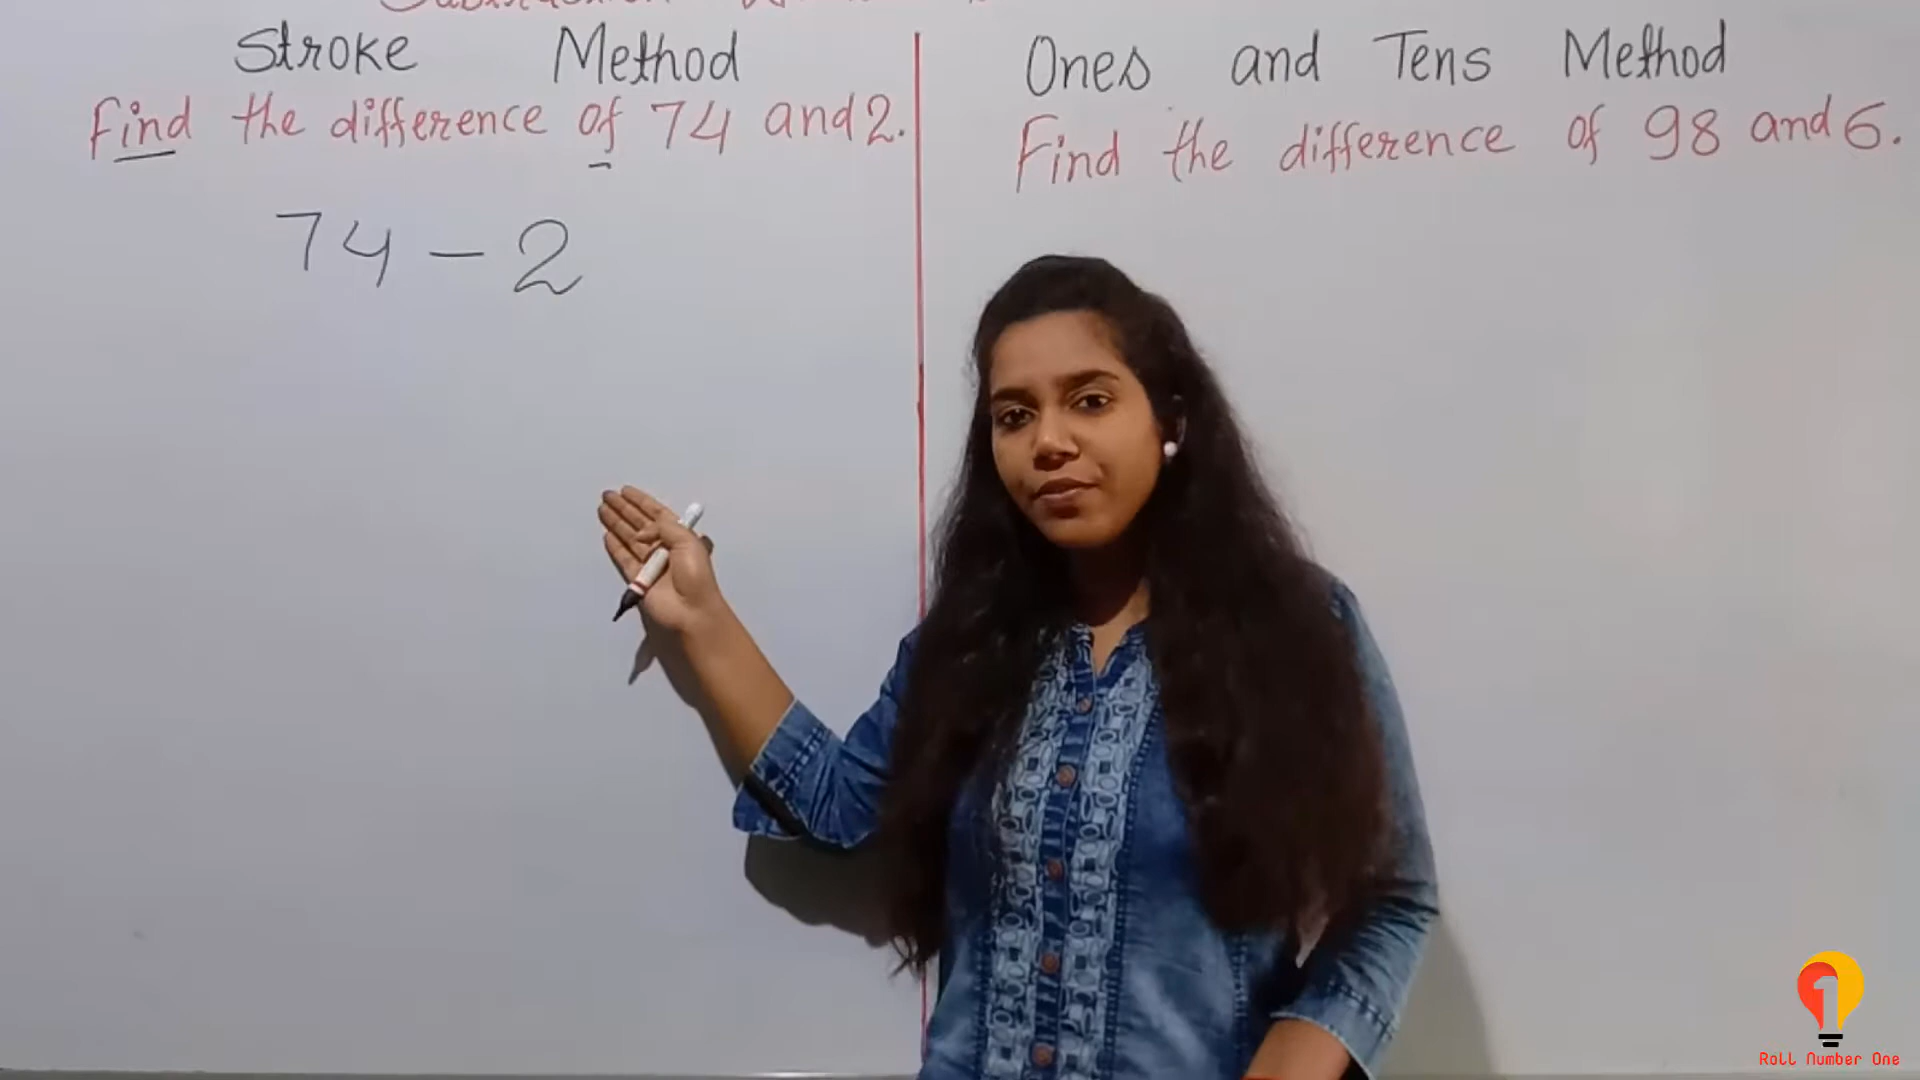 Stroke Method
Find the difference of 74 and 2.
74 - 2
Ones and Tens Method
Find the difference of 98 and 6.
1
Roll Number One